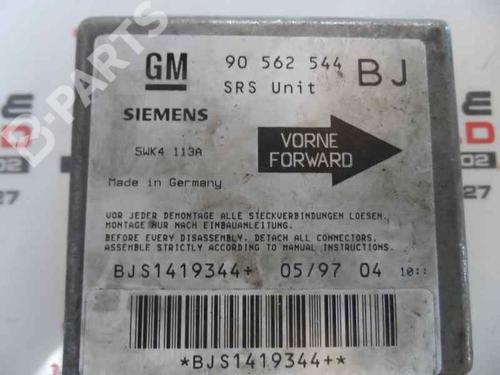 B-PARTS
GM 90 562 544 BJ
SRS Unit
SIEMENS
5WK4 113A
VORNE
FORWARD
Made in Germany
VOR JEDER DEMONTAGE ALLE STECKVERBINDUNGEN LOESEN,
MONTAGE NUR NACH EINBAUANLEITUNG.
BEFORE EVERY DISASSEMBLY, DETACH ALL CONNECTORS.
ASSEMBLE STRICTLY ACCORDING TO MANUAL INSTRUCTIONS.
BJS1419344+ 05/97 04 10::
*BJS1419344+*